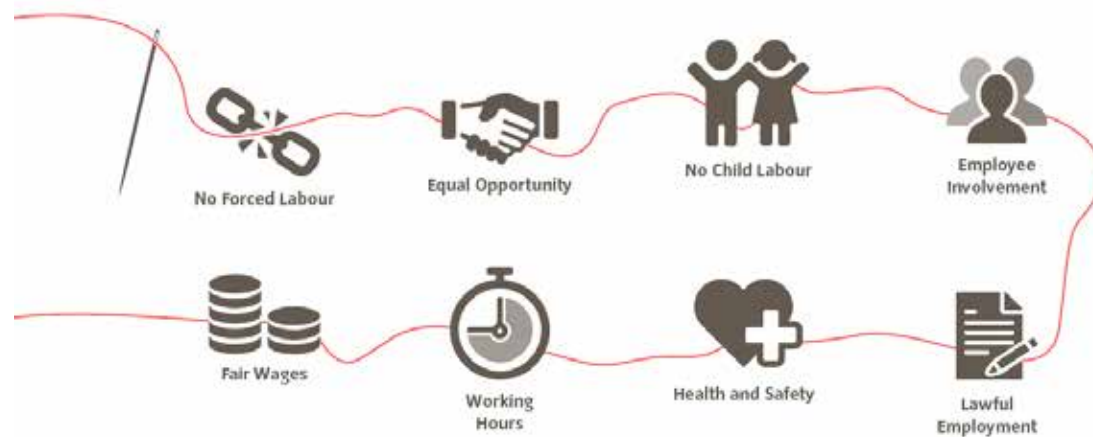 No Forced Labour
Equal Opportunity
No Child Labour
Employee
Involvement
Fair Wages
Working
Hours
Health and Safety
Lawful
Employment